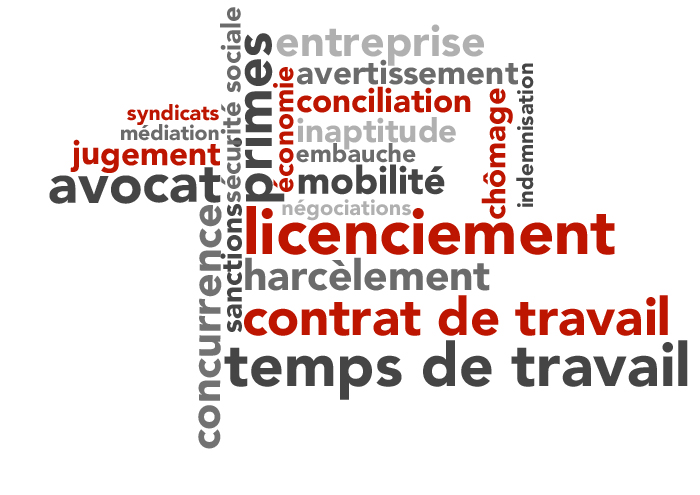 sécurité sociale
primes
entreprise
avertissement
économie
conciliation
chômage
indemnisation
syndicats
médiation
jugement
avocat
inaptitude
embauche
mobilité
négociations
licenciement
concurrence
sanctions
harcèlement
contrat de travail
temps de travail